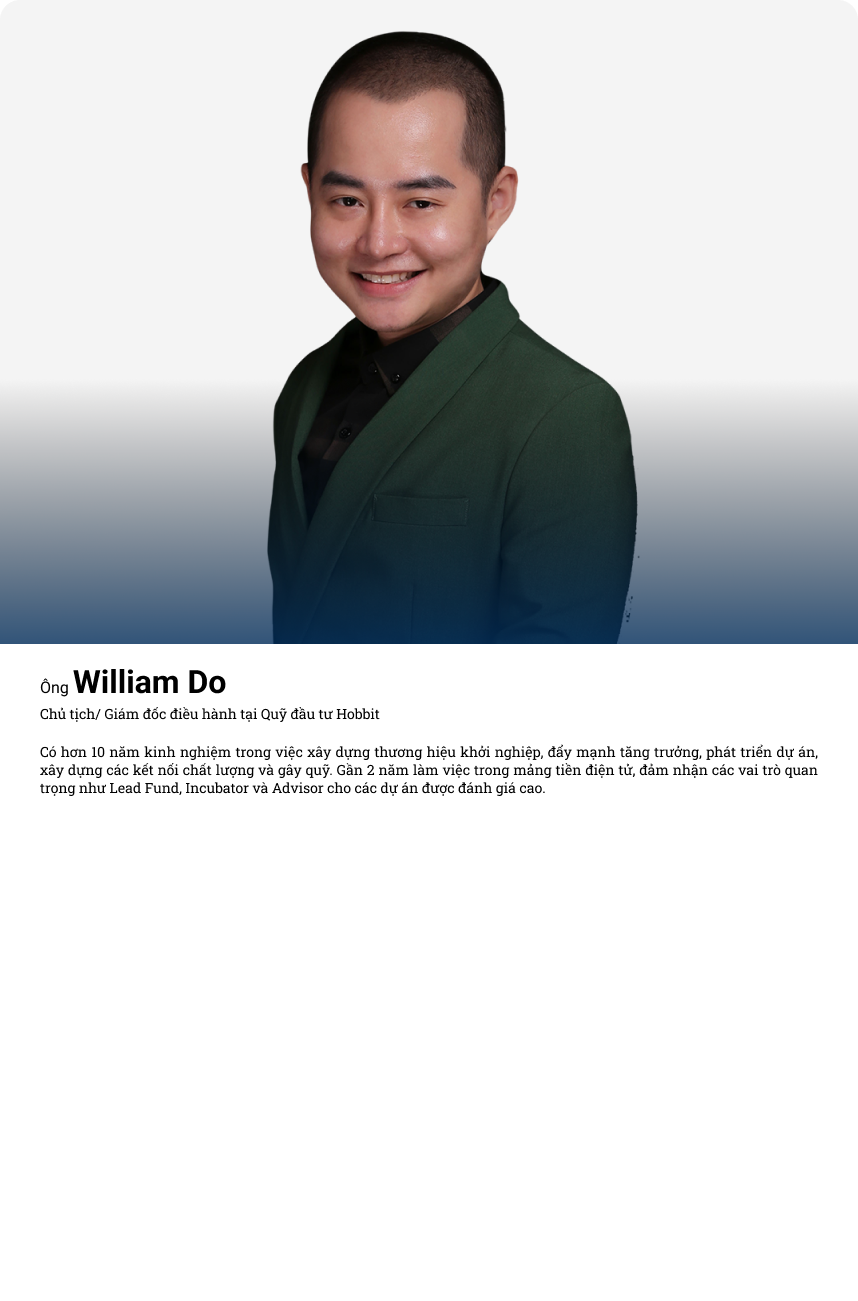 Ông William Do
Chủ tịch/ Giám đốc điều hành tại Quỹ đầu tư Hobbit
Có hơn 10 năm kinh nghiệm trong việc xây dựng thương hiệu khởi nghiệp, đẩy mạnh tăng trưởng, phát triển dự án,
xây dựng các kết nối chất lượng và gây quỹ. Gần 2 năm làm việc trong mảng tiền điện tử, đảm nhận các vai trò quan
trọng như Lead Fund, Incubator và Advisor cho các dự án được đánh giá cao.